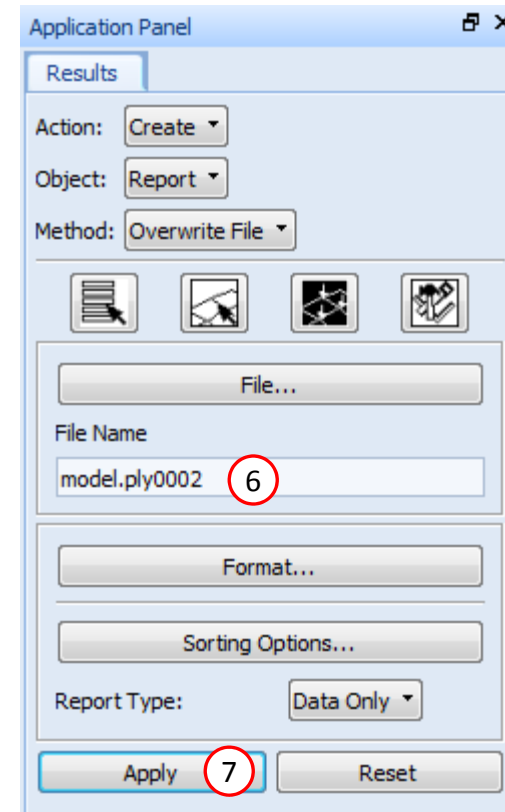 Application Panel
Results
Action: Create
Object: Report
Method: Overwrite File
File...
File Name
model.ply0002 6
Format...
Sorting Options...
Report Type: Data Only
Apply 7 Reset